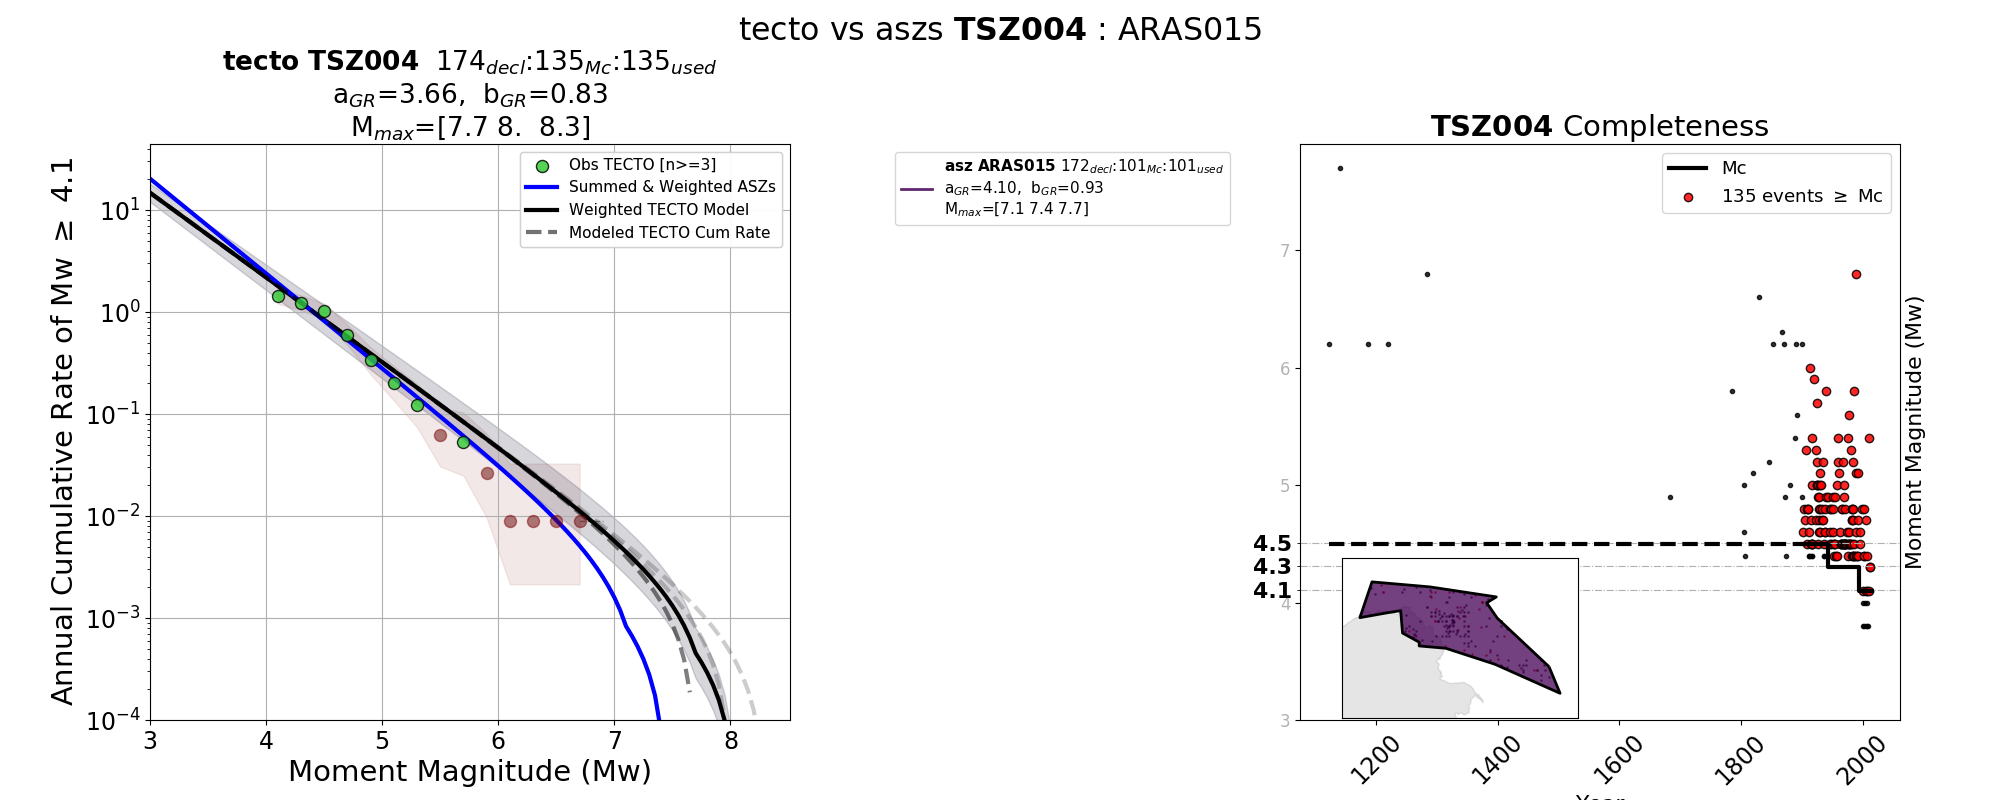 tecto vs aszs TSZ004 : ARAS015
tecto TSZ004 174decl:135Mc:135used
aGR=3.66, bGR=0.83
Mmax=[7.7 8. 8.3]
Annual Cumulative Rate of Mw ≥ 4.1
10^1
10^0
10^-1
10^-2
10^-3
10^-4
Obs TECTO [n>=3]
Summed & Weighted ASZs
Weighted TECTO Model
Modeled TECTO Cum Rate
3 4 5 6 7 8
Moment Magnitude (Mw)
asz ARAS015 172decl:101Mc:101used
aGR=4.10, bGR=0.93
Mmax=[7.1 7.4 7.7]
TSZ004 Completeness
Mc
135 events ≥ Mc
7
6
5
4.5
4.3
4.1
4
3
1200 1400 1600 1800 2000
Moment Magnitude (Mw)